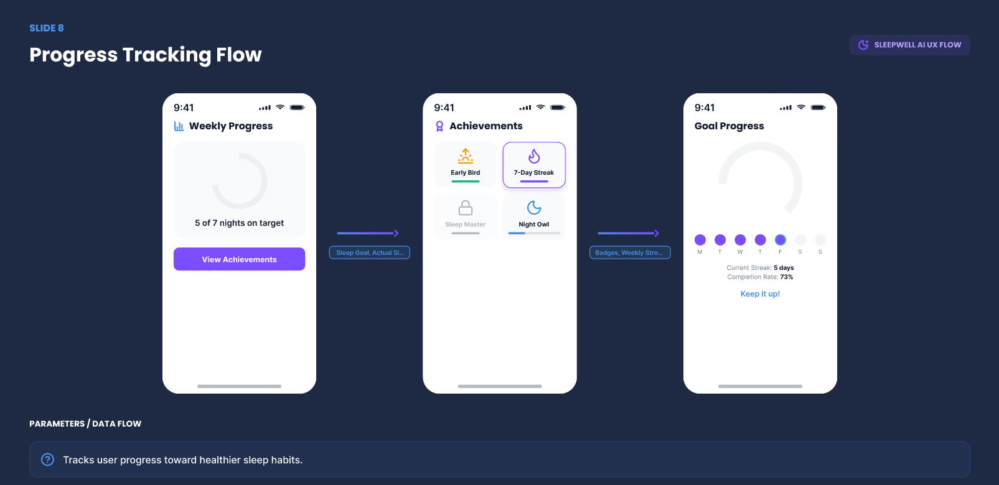 SLIDE 8
Progress Tracking Flow
SLEEPWELL AI UX FLOW
9:41
Weekly Progress
5 of 7 nights on target
View Achievements
Sleep Goal, Actual Sl...
9:41
Achievements
Early Bird
7-Day Streak
Sleep Master
Night Owl
Badges, Weekly Stre...
9:41
Goal Progress
M T W T F S S
Current Streak: 5 days
Completion Rate: 73%
Keep it up!
PARAMETERS / DATA FLOW
Tracks user progress toward healthier sleep habits.